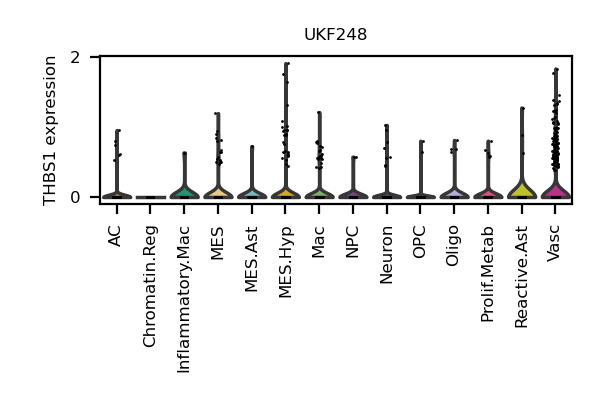 UKF248
THBS1 expression
2
0
AC
Chromatin.Reg
Inflammatory.Mac
MES
MES.Ast
MES.Hyp
Mac
NPC
Neuron
OPC
Oligo
Prolif.Metab
Reactive.Ast
Vasc